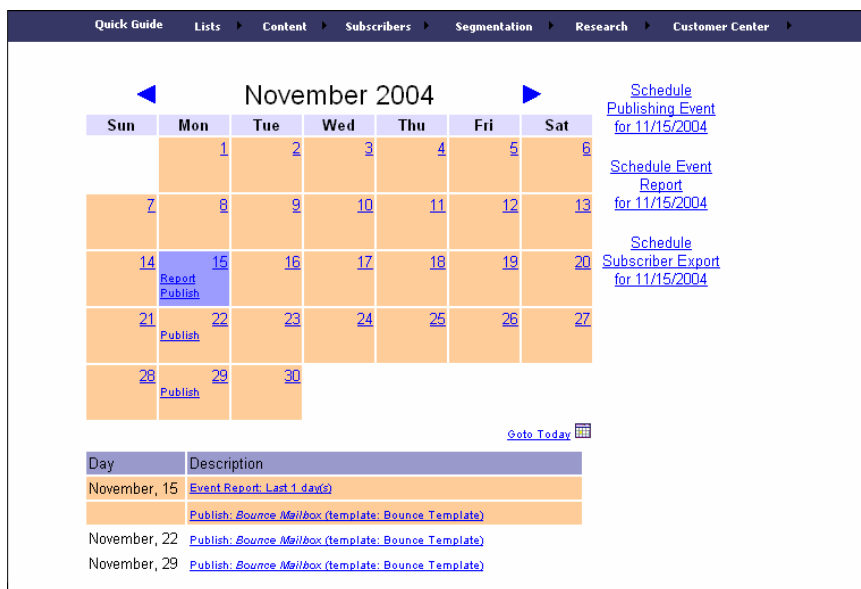 Quick Guide Lists Content Subscribers Segmentation Research Customer Center
November 2004
Schedule
Publishing Event
for 11/15/2004
Schedule Event
Report
for 11/15/2004
Schedule
Subscriber Export
for 11/15/2004
Sun Mon Tue Wed Thu Fri Sat
1 2 3 4 5 6
7 8 9 10 11 12 13
14 15 16 17 18 19 20
Report
Publish
21 22 23 24 25 26 27
Publish
28 29 30
Publish
Goto Today
Day Description
November, 15 Event Report: Last 1 day(s)
Publish: Bounce Mailbox (template: Bounce Template)
November, 22 Publish: Bounce Mailbox (template: Bounce Template)
November, 29 Publish: Bounce Mailbox (template: Bounce Template)